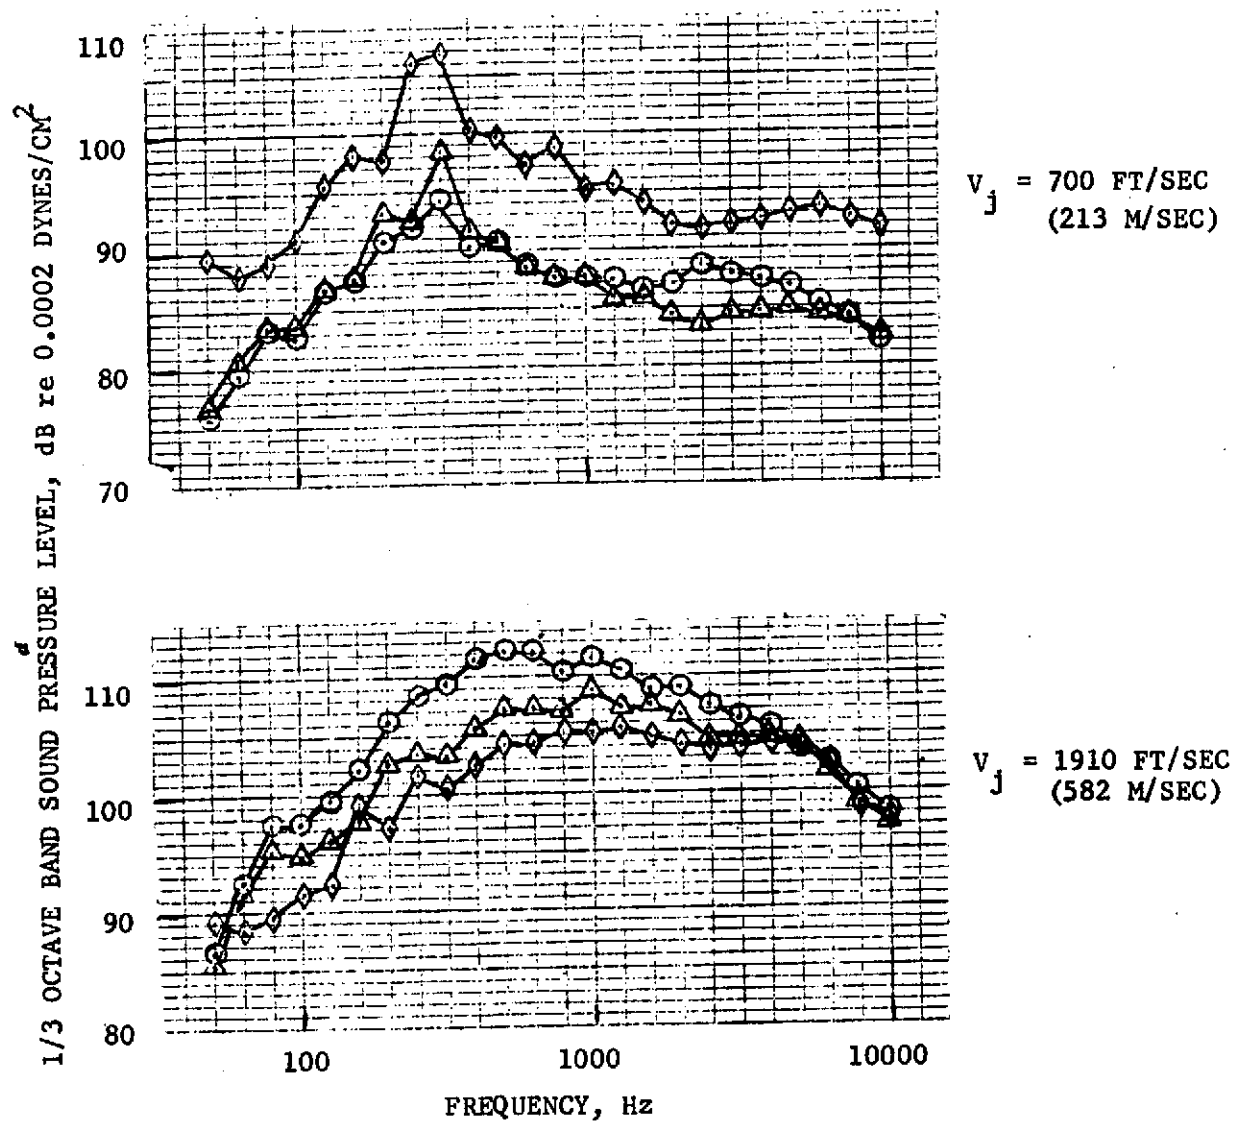 1/3 OCTAVE BAND SOUND PRESSURE LEVEL, dB re 0.0002 DYNES/CM²
110
100
90
80
70
V_j = 700 FT/SEC
(213 M/SEC)
110
100
90
80
V_j = 1910 FT/SEC
(582 M/SEC)
100
1000
10000
FREQUENCY, Hz